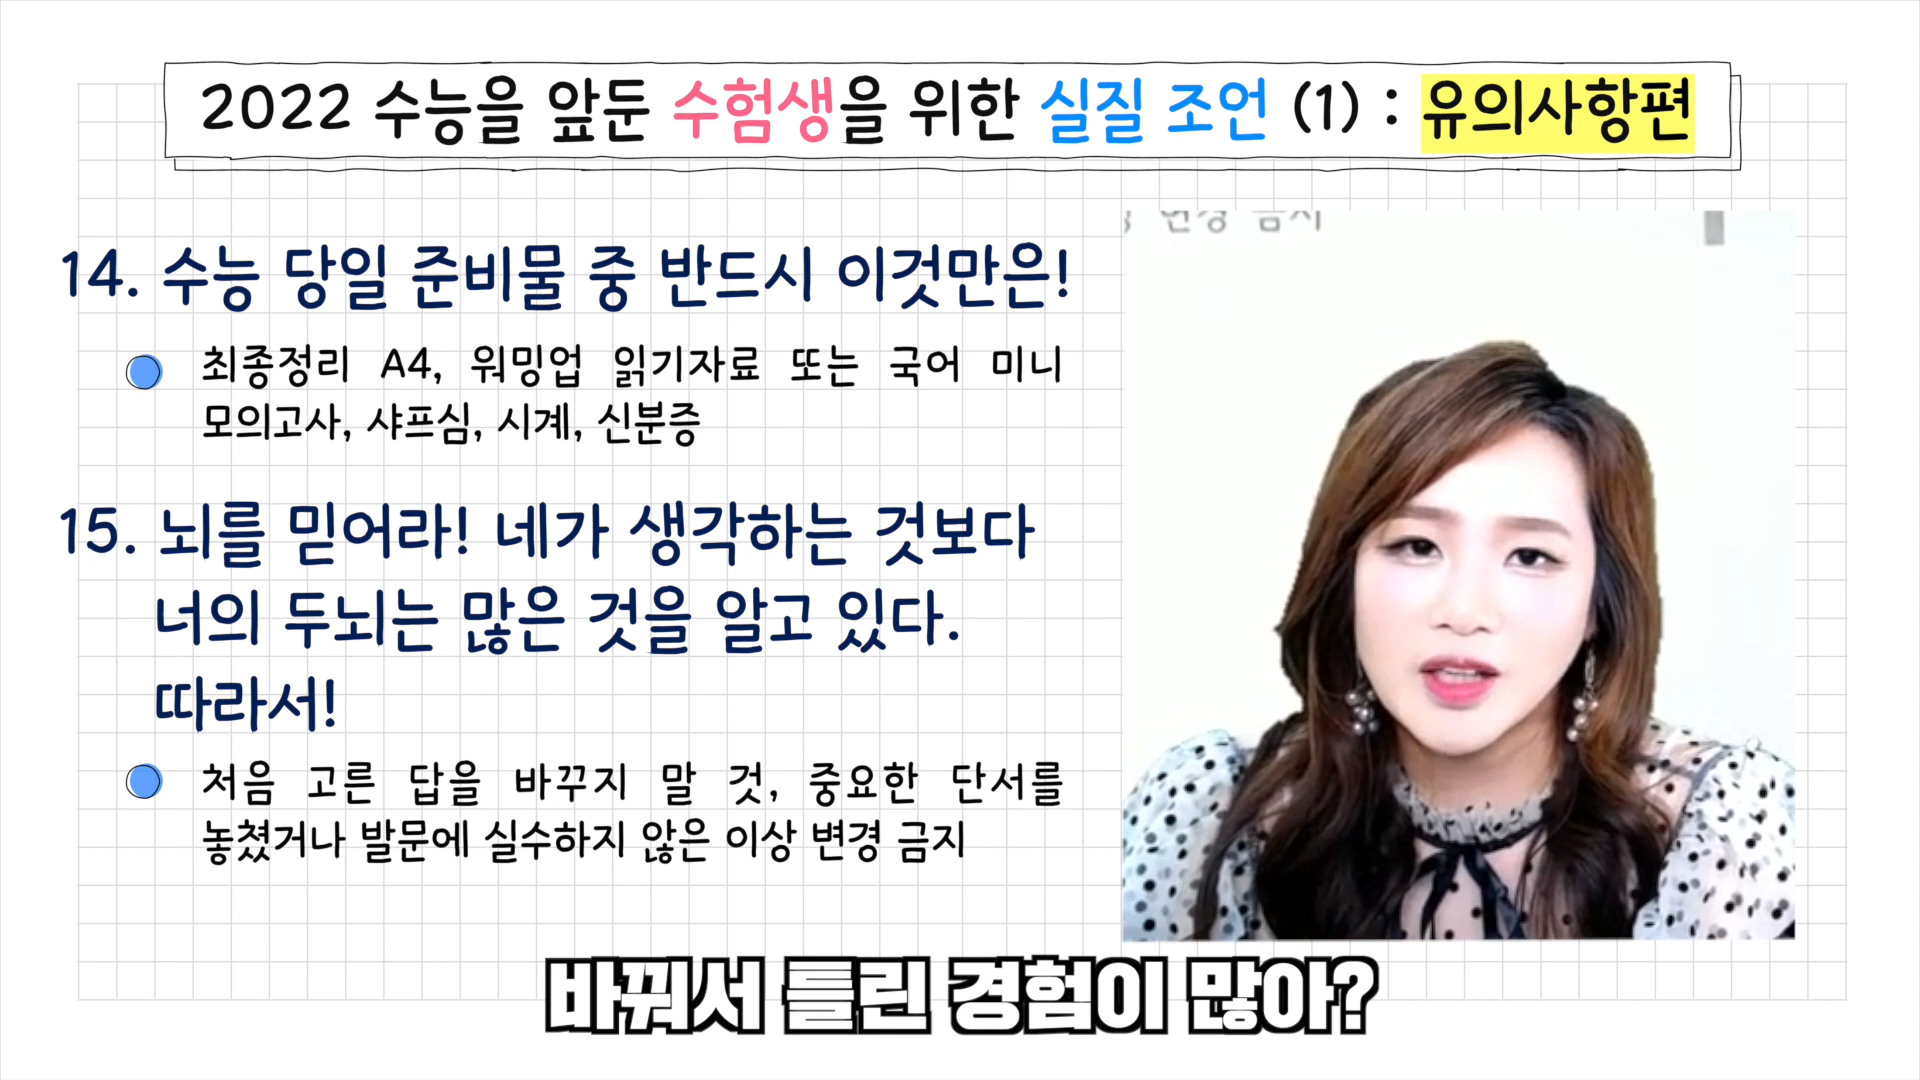 2022 수능을 앞둔 수험생을 위한 실질 조언 (1) : 유의사항편
14. 수능 당일 준비물 중 반드시 이것만은!
최종정리 A4, 워밍업 읽기자료 또는 국어 미니
모의고사, 샤프심, 시계, 신분증
15. 뇌를 믿어라! 네가 생각하는 것보다
너의 두뇌는 많은 것을 알고 있다.
따라서!
처음 고른 답을 바꾸지 말 것, 중요한 단서를
놓쳤거나 발문에 실수하지 않은 이상 변경 금지
변경 금지
바꿔서 틀린 경험이 많아?